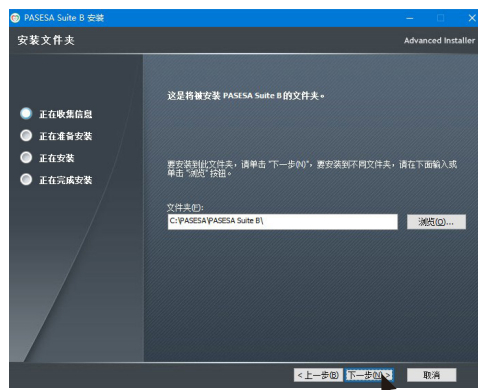 PASESA Suite B 安装
安装文件夹
Advanced Installer
这是将被安装 PASESA Suite B 的文件夹。
正在收集信息
正在准备安装
正在安装
正在完成安装
要安装到此文件夹，请单击 "下一步(N)"，要安装到不同文件夹，请在下面输入或
单击 "浏览" 按钮。
文件夹(F):
C:\PASESA\PASESA Suite B\
浏览(O)...
< 上一步(B)
下一步(N) >
取消